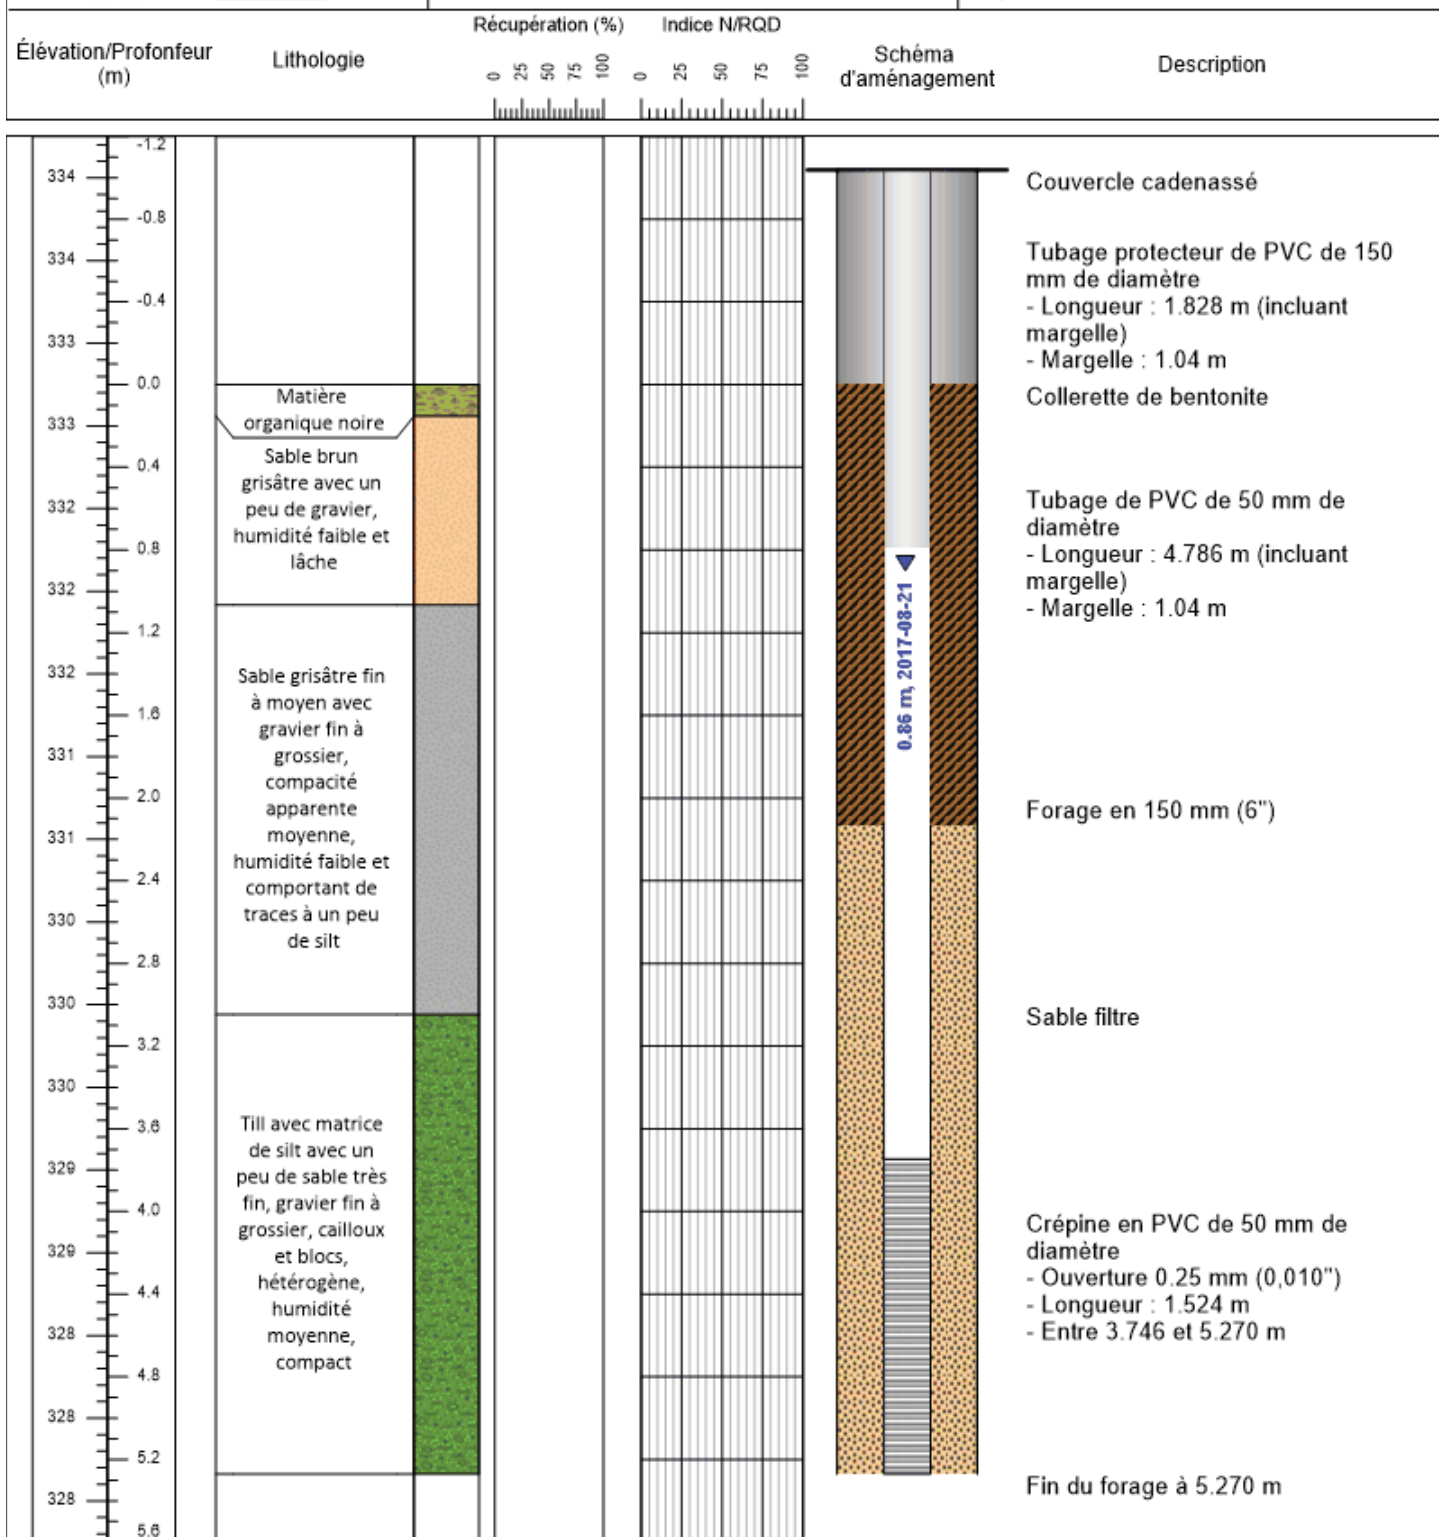 Récupération (%)
Indice N/RQD
Élévation/Profonfeur
(m)
Lithologie
0 25 50 75 100
0 25 50 75 100
Schéma
d'aménagement
Description
-1.2
334
-0.8
334
-0.4
333
0.0
333
0.4
332
0.8
332
1.2
332
1.6
331
2.0
331
2.4
330
2.8
330
3.2
330
3.6
329
4.0
329
4.4
328
4.8
328
5.2
328
5.6
Matière
organique noire
Sable brun
grisâtre avec un
peu de gravier,
humidité faible et
lâche
Sable grisâtre fin
à moyen avec
gravier fin à
grossier,
compacité
apparente
moyenne,
humidité faible et
comportant de
traces à un peu
de silt
Till avec matrice
de silt avec un
peu de sable très
fin, gravier fin à
grossier, cailloux
et blocs,
hétérogène,
humidité
moyenne,
compact
0.86 m, 2017-08-21
Couvercle cadenassé
Tubage protecteur de PVC de 150
mm de diamètre
- Longueur : 1.828 m (incluant
margelle)
- Margelle : 1.04 m
Collerette de bentonite
Tubage de PVC de 50 mm de
diamètre
- Longueur : 4.786 m (incluant
margelle)
- Margelle : 1.04 m
Forage en 150 mm (6")
Sable filtre
Crépine en PVC de 50 mm de
diamètre
- Ouverture 0.25 mm (0,010")
- Longueur : 1.524 m
- Entre 3.746 et 5.270 m
Fin du forage à 5.270 m